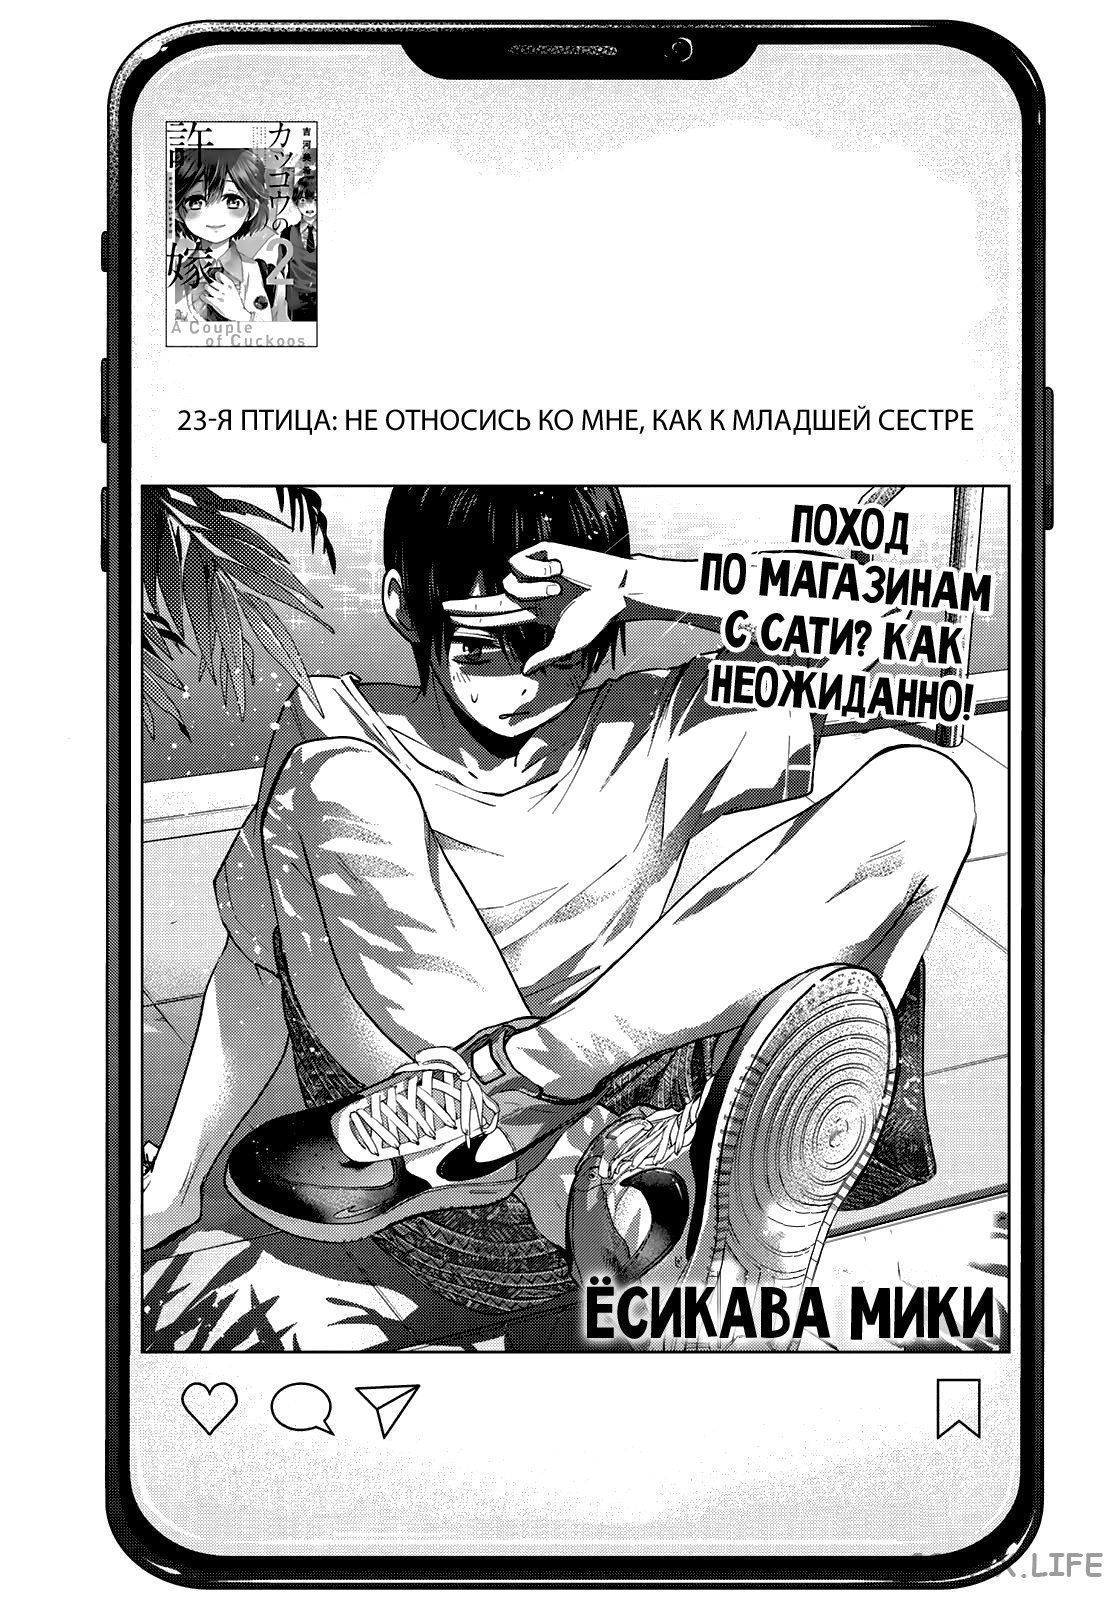 カッコウの
許嫁
2
A Couple
of Cuckoos
23-Я ПТИЦА: НЕ ОТНОСИСЬ КО МНЕ, КАК К МЛАДШЕЙ СЕСТРЕ
ПОХОД
ПО МАГАЗИНАМ
С САТИ? КАК
НЕОЖИДАННО!
ЁСИКАВА МИКИ
.LIFE